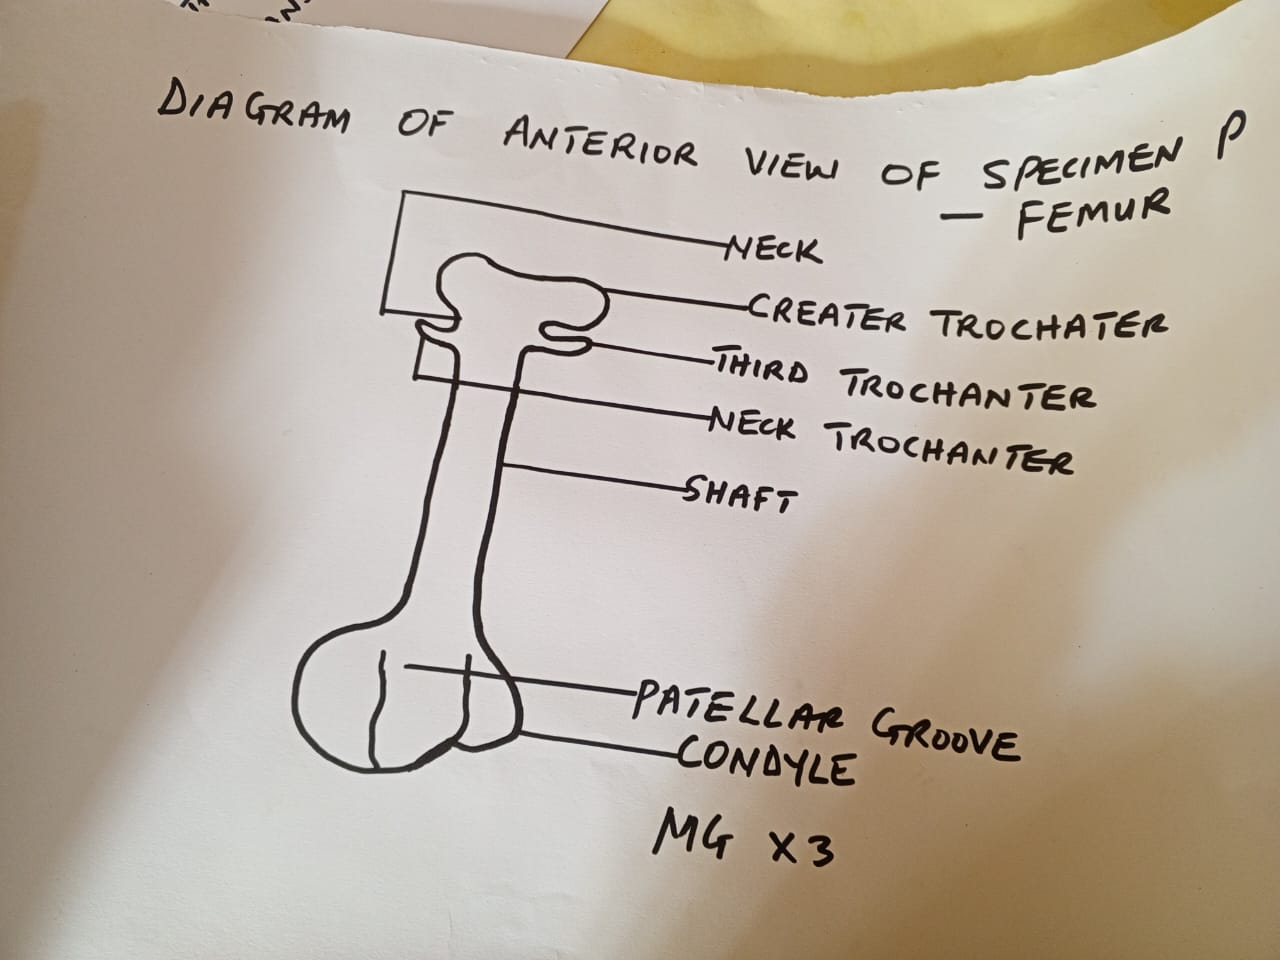 DIAGRAM OF ANTERIOR VIEW OF SPECIMEN P
— FEMUR
NECK
CREATER TROCHATER
THIRD TROCHANTER
NECK TROCHANTER
SHAFT
PATELLAR GROOVE
CONDYLE
MG X3